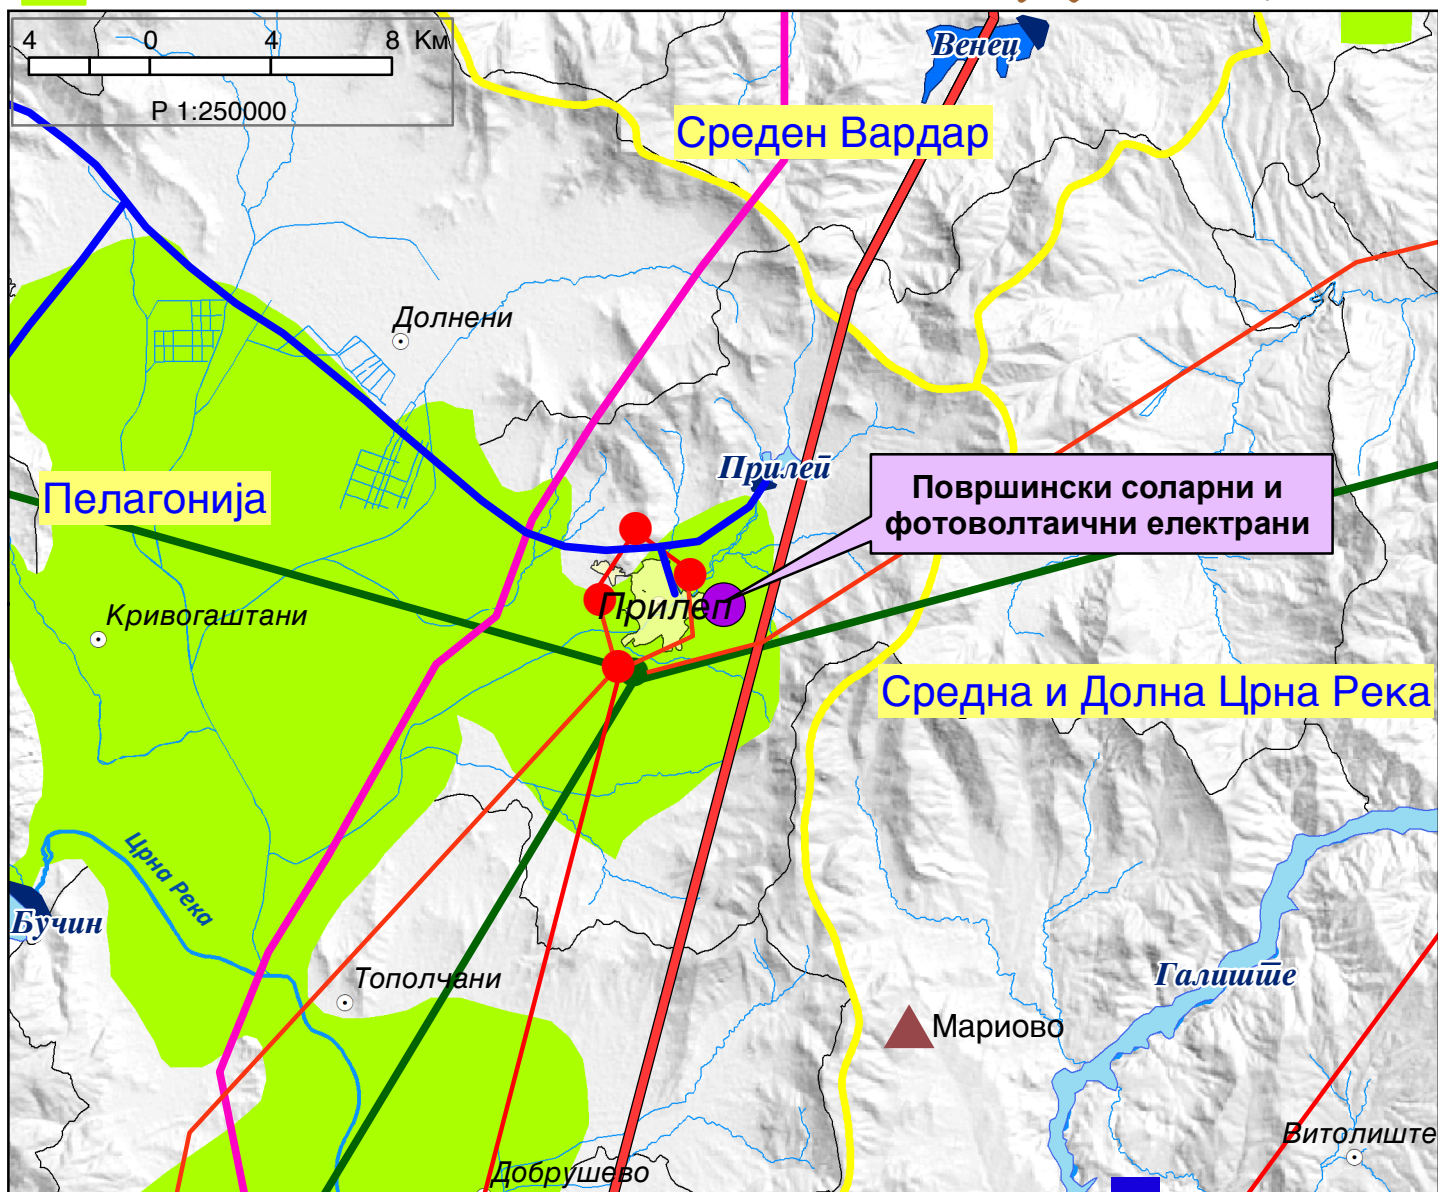 4 0 4 8 Км
Р 1:250000
Венец
Среден Вардар
Долнени
Прилеп
Површински соларни и
фотоволтаични електрани
Пелагонија
Кривогаштани
Прилеп
Средна и Долна Црна Река
Црна Река
Бучин
Тополчани
Галиште
Мариово
Витолиште
Добрушево